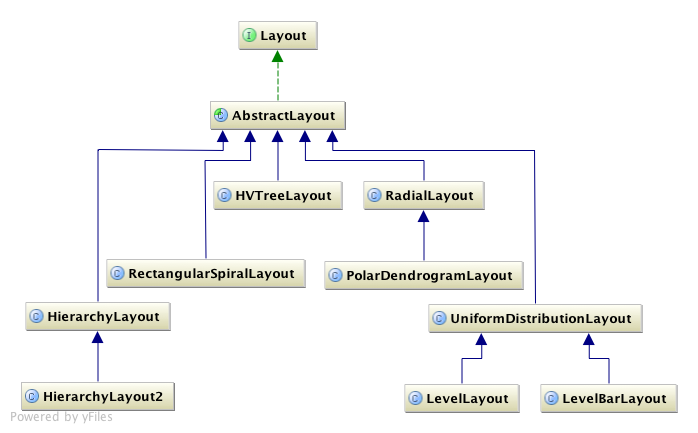 I Layout
C AbstractLayout
C HVTreeLayout
C RadialLayout
C RectangularSpiralLayout
C PolarDendrogramLayout
C HierarchyLayout
C UniformDistributionLayout
C HierarchyLayout2
C LevelLayout
C LevelBarLayout
Powered by yFiles